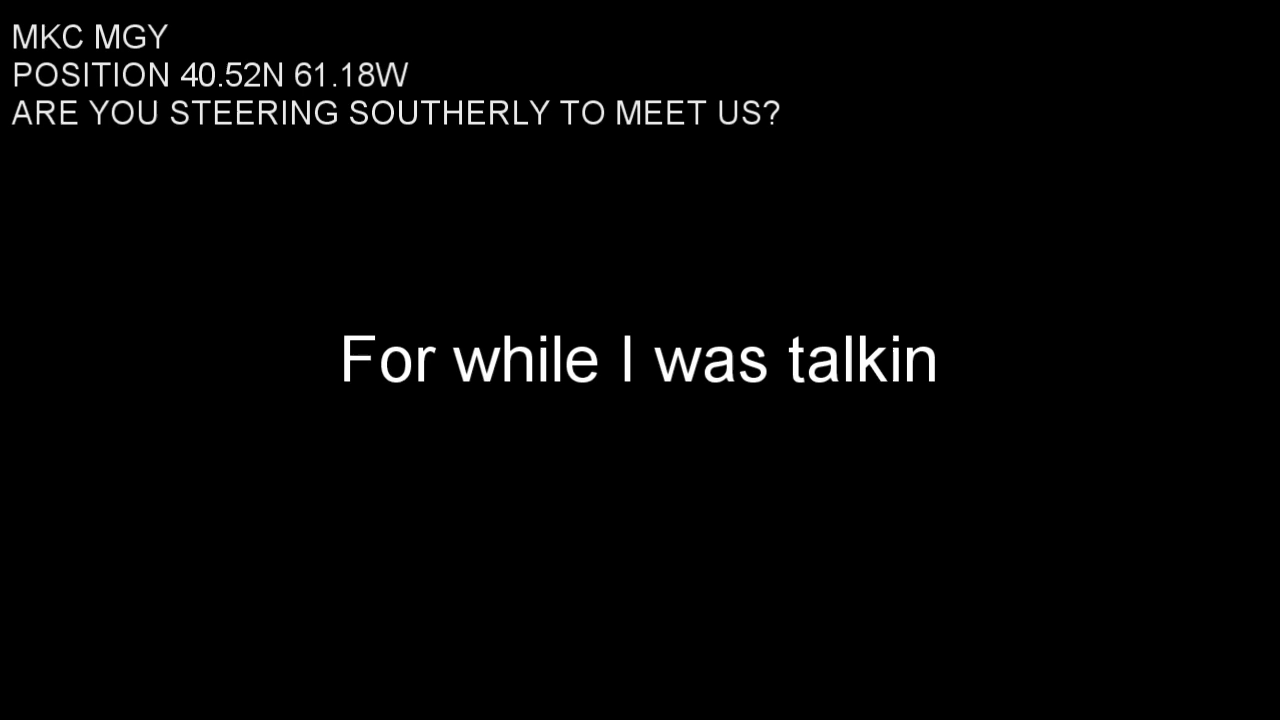 MKC MGY
POSITION 40.52N 61.18W
ARE YOU STEERING SOUTHERLY TO MEET US?
For while I was talkin